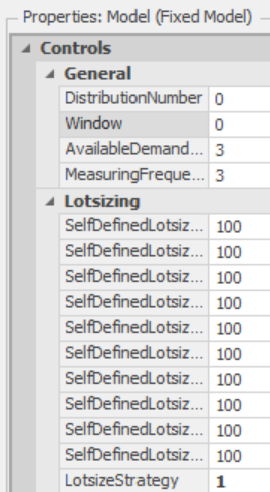 Properties: Model (Fixed Model)
Controls
General
DistributionNumber 0
Window 0
AvailableDemand... 3
MeasuringFreque... 3
Lotsizing
SelfDefinedLotsiz... 100
SelfDefinedLotsiz... 100
SelfDefinedLotsiz... 100
SelfDefinedLotsiz... 100
SelfDefinedLotsiz... 100
SelfDefinedLotsiz... 100
SelfDefinedLotsiz... 100
SelfDefinedLotsiz... 100
SelfDefinedLotsiz... 100
SelfDefinedLotsiz... 100
LotsizeStrategy 1